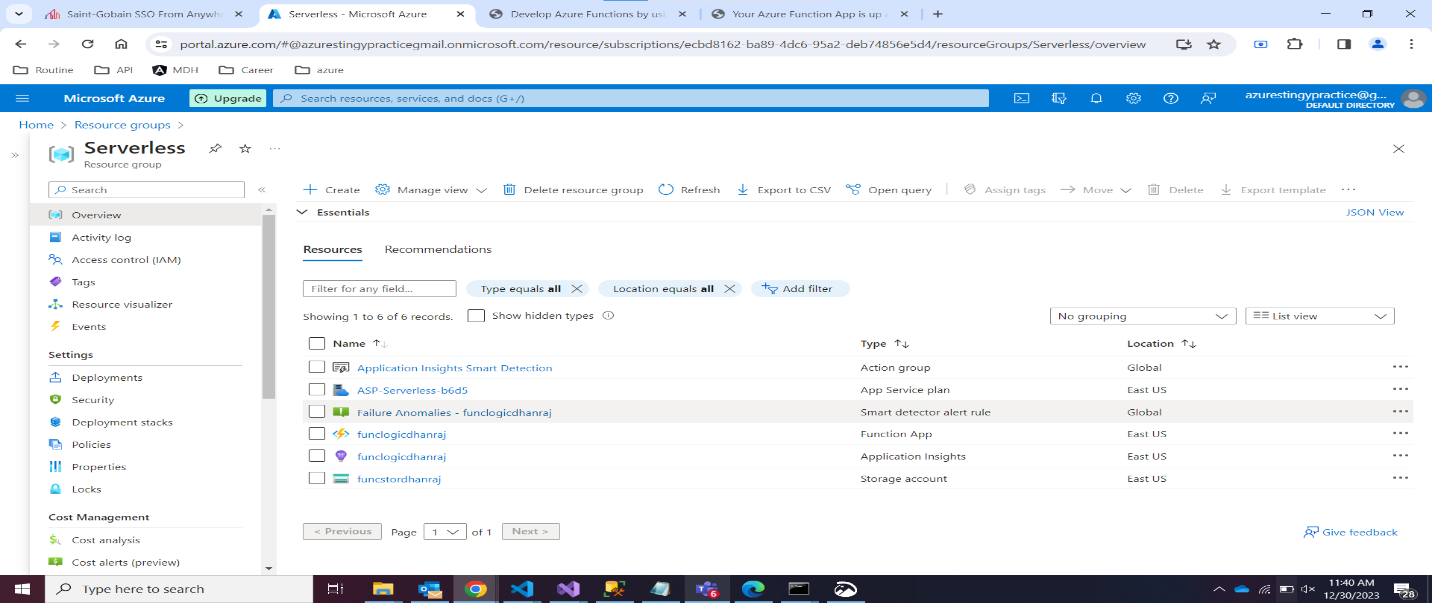 Saint-Gobain SSO From Anywh
Serverless - Microsoft Azure
Develop Azure Functions by usi
Your Azure Function App is up a
portal.azure.com/#@azurestingypracticegmail.onmicrosoft.com/resource/subscriptions/ecbd8162-ba89-4dc6-95a2-deb74856e5d4/resourceGroups/Serverless/overview
Routine API MDH Career azure
Microsoft Azure Upgrade Search resources, services, and docs (G+/) azurestingypractice@g...
DEFAULT DIRECTORY
Home > Resource groups >
Serverless
Resource group
Search
Create Manage view Delete resource group Refresh Export to CSV Open query Assign tags Move Delete Export template
Overview
Activity log
Access control (IAM)
Tags
Resource visualizer
Events
Settings
Deployments
Security
Deployment stacks
Policies
Properties
Locks
Cost Management
Cost analysis
Cost alerts (preview)
Essentials JSON View
Resources Recommendations
Filter for any field... Type equals all Location equals all Add filter
Showing 1 to 6 of 6 records. Show hidden types No grouping List view
Name Type Location
Application Insights Smart Detection Action group Global
ASP-Serverless-b6d5 App Service plan East US
Failure Anomalies - funclogicdhanraj Smart detector alert rule Global
funclogicdhanraj Function App East US
funclogicdhanraj Application Insights East US
funcstordhanraj Storage account East US
< Previous Page 1 of 1 Next > Give feedback
Type here to search
6
11:40 AM
12/30/2023
28